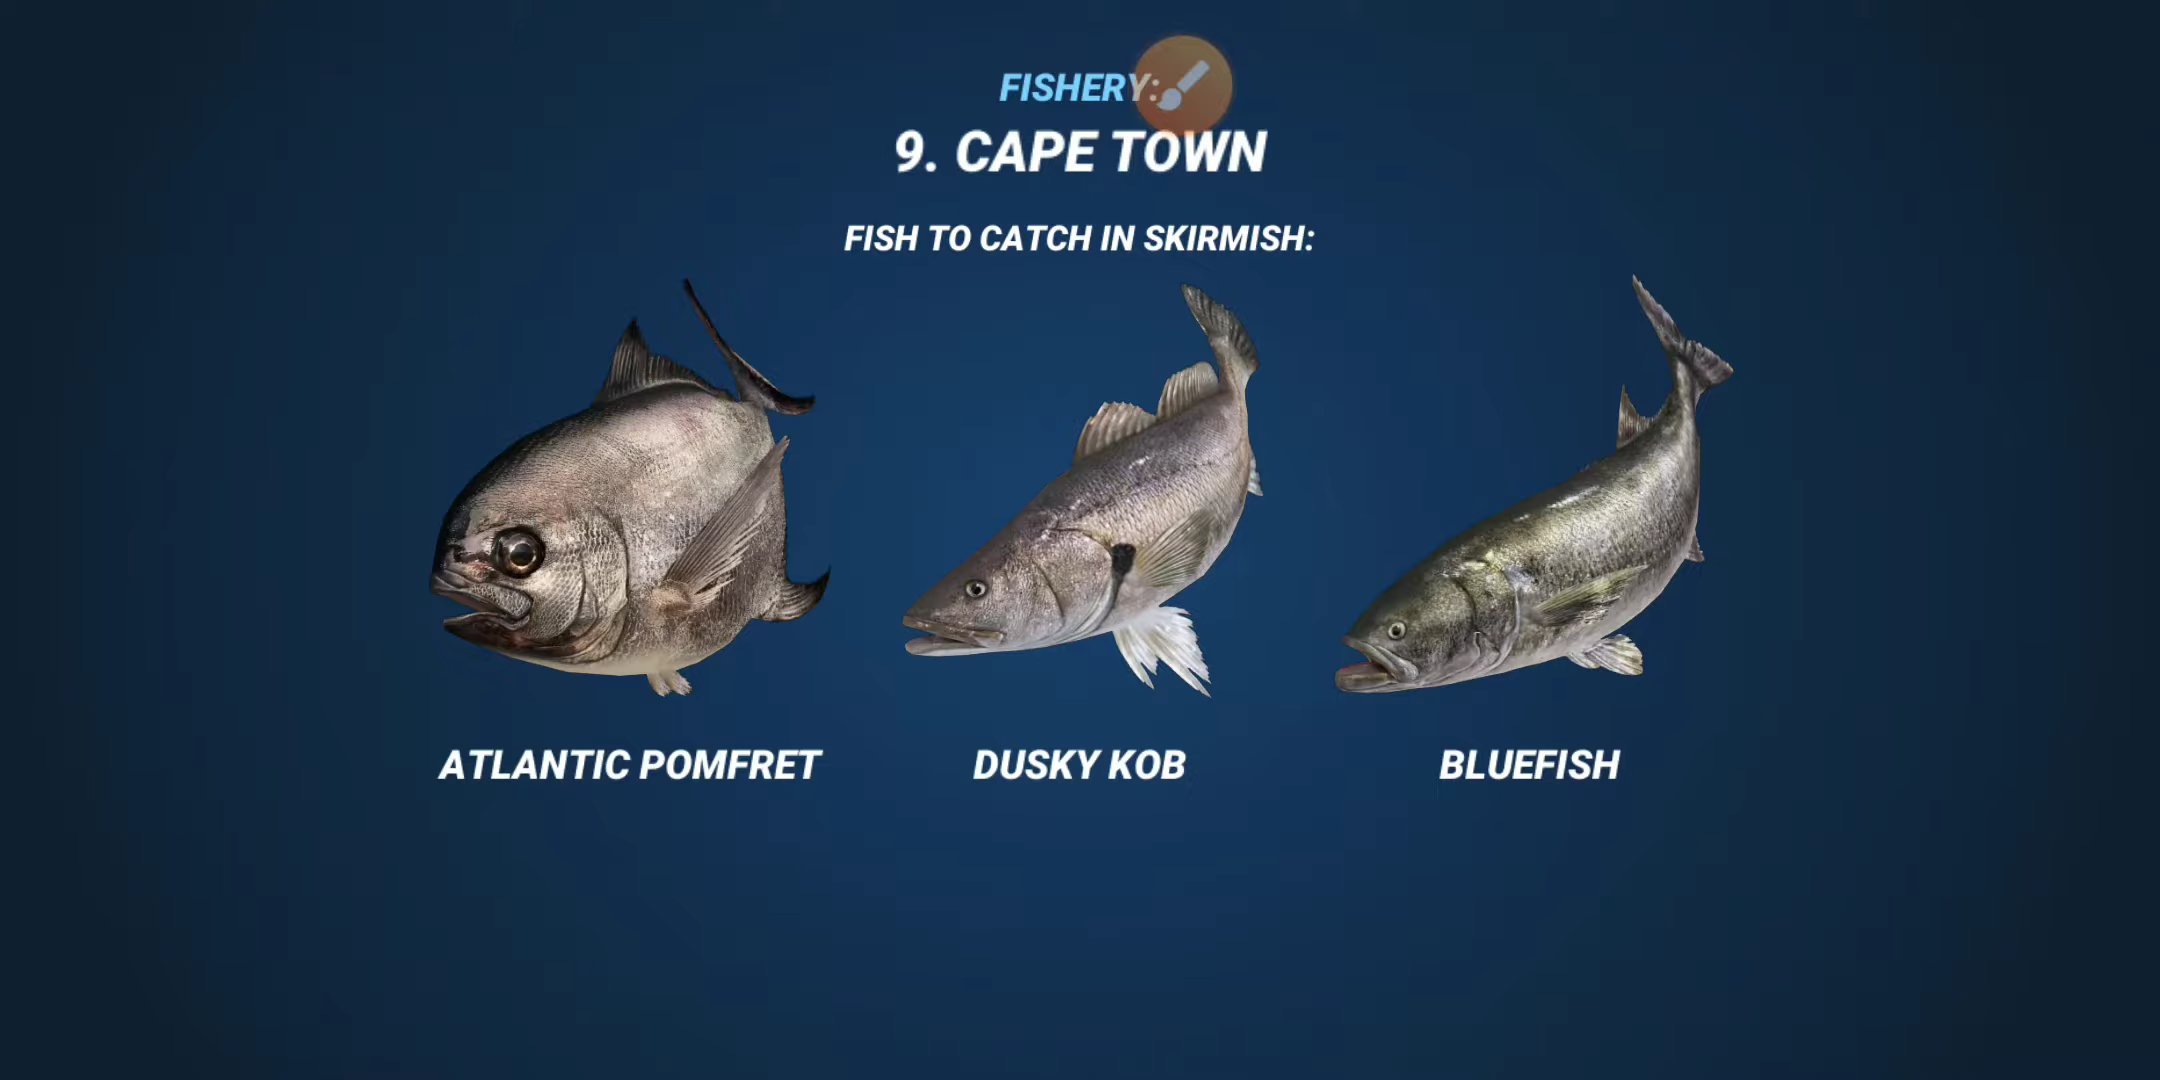 FISHERY:
9. CAPE TOWN
FISH TO CATCH IN SKIRMISH:
ATLANTIC POMFRET
DUSKY KOB
BLUEFISH